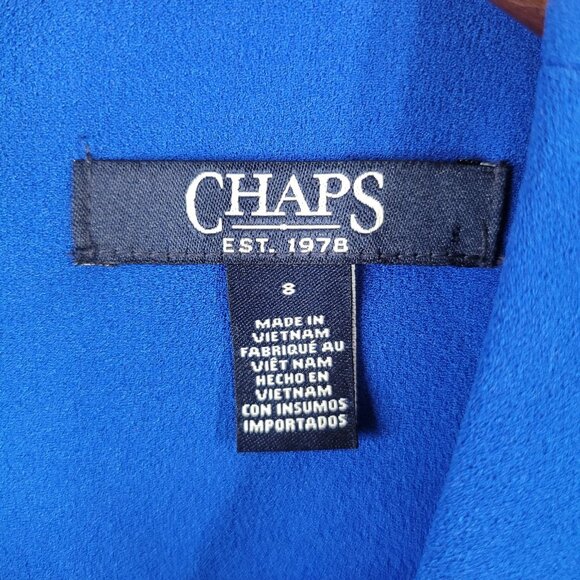 CHAPS
EST. 1978
8
MADE IN
VIETNAM
FABRIQUÉ AU
VIÊT NAM
HECHO EN
VIETNAM
CON INSUMOS
IMPORTADOS